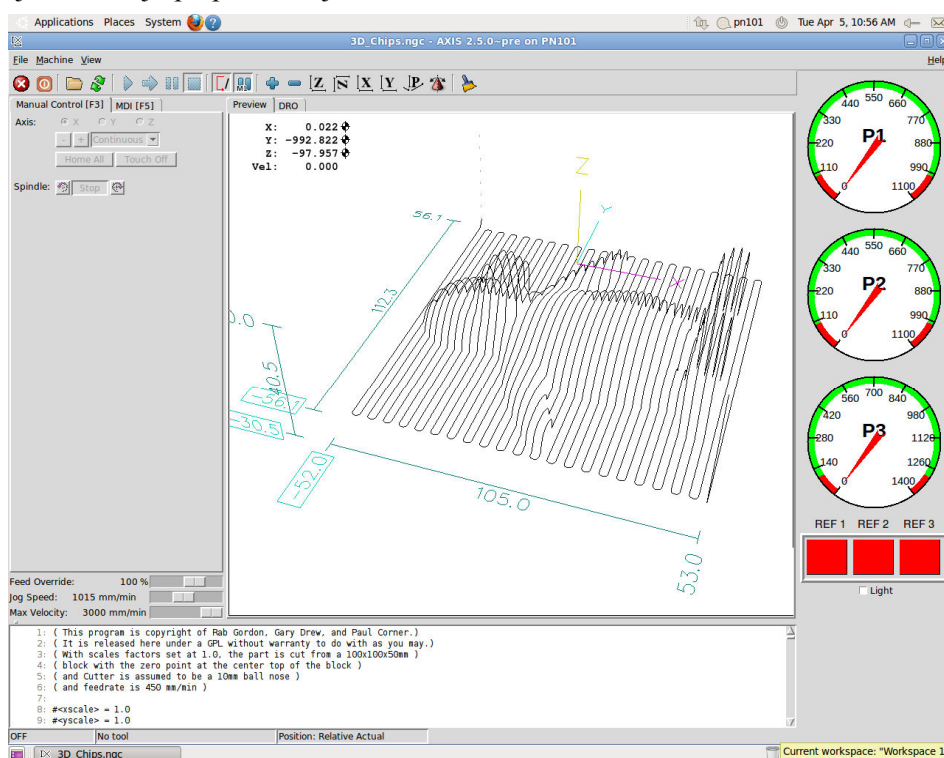 Applications Places System pn101 Tue Apr 5, 10:56 AM
3D_Chips.ngc - AXIS 2.5.0~pre on PN101
File Machine View Help
Manual Control [F3] MDI [F5]
Preview DRO
Axis: X Y Z
- + Continuous
Home All Touch Off
Spindle: Stop
X: 0.022
Y: -992.822
Z: -97.957
Vel: 0.000
Z
Y
X
56.1
112.3
40.5
-56.1
-30.5
-52.0
105.0
53.0
P1
0 110 220 330 440 550 660 770 880 990 1100
P2
0 110 220 330 440 550 660 770 880 990 1100
P3
0 140 280 420 560 700 840 980 1120 1260 1400
REF 1 REF 2 REF 3
Light
Feed Override: 100 %
Jog Speed: 1015 mm/min
Max Velocity: 3000 mm/min
1: ( This program is copyright of Rab Gordon, Gary Drew, and Paul Corner.)
2: ( It is released here under a GPL without warranty to do with as you may.)
3: ( With scales factors set at 1.0, the part is cut from a 100x100x50mm )
4: ( block with the zero point at the center top of the block )
5: ( and Cutter is assumed to be a 10mm ball nose )
6: ( and feedrate is 450 mm/min )
7:
8: #<xscale> = 1.0
9: #<yscale> = 1.0
OFF No tool Position: Relative Actual
3D_Chips.ngc
Current workspace: "Workspace 1